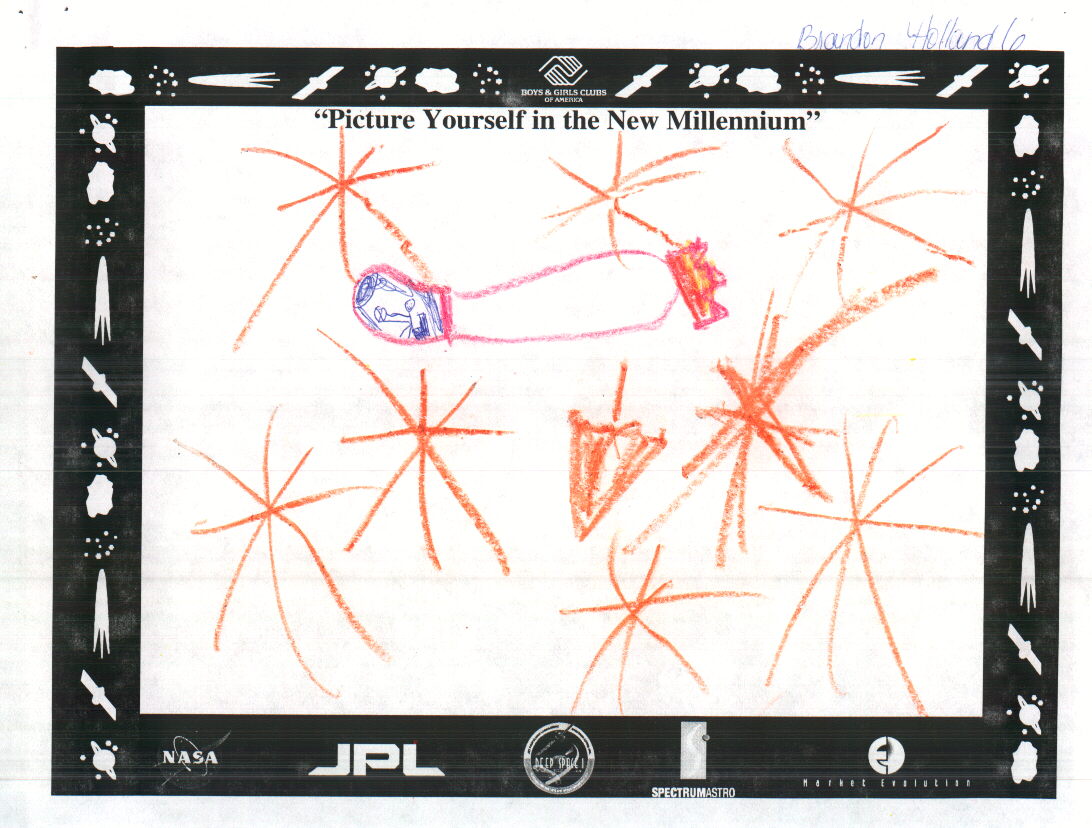 Brandon Holland 6
BOYS & GIRLS CLUBS
OF AMERICA
“Picture Yourself in the New Millennium”
NASA
JPL
DEEP SPACE 1
SPECTRUMASTRO
Market Evolution